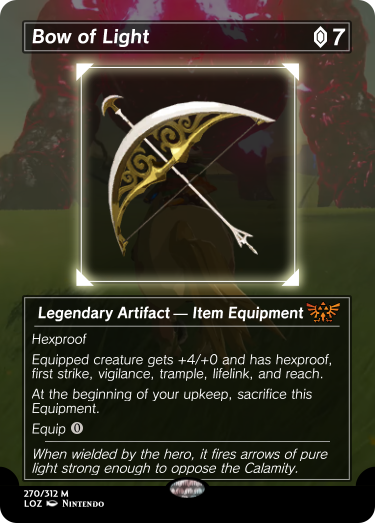 Bow of Light 7
Legendary Artifact — Item Equipment
Hexproof
Equipped creature gets +4/+0 and has hexproof,
first strike, vigilance, trample, lifelink, and reach.
At the beginning of your upkeep, sacrifice this
Equipment.
Equip 0
When wielded by the hero, it fires arrows of pure
light strong enough to oppose the Calamity.
270/312 M
LOZ Nintendo